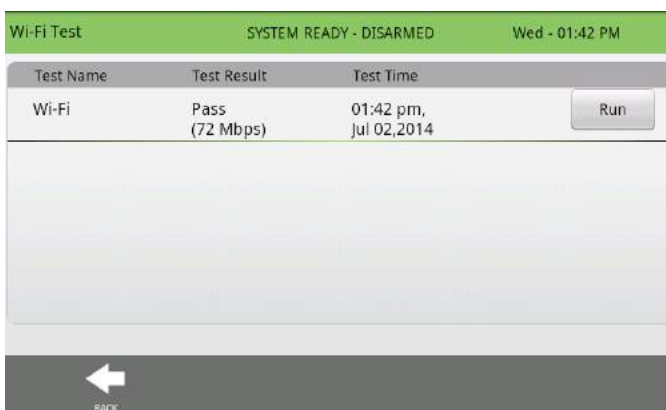 Wi-Fi Test SYSTEM READY - DISARMED Wed - 01:42 PM
Test Name Test Result Test Time
Wi-Fi Pass 01:42 pm, Run
(72 Mbps) Jul 02,2014
BACK